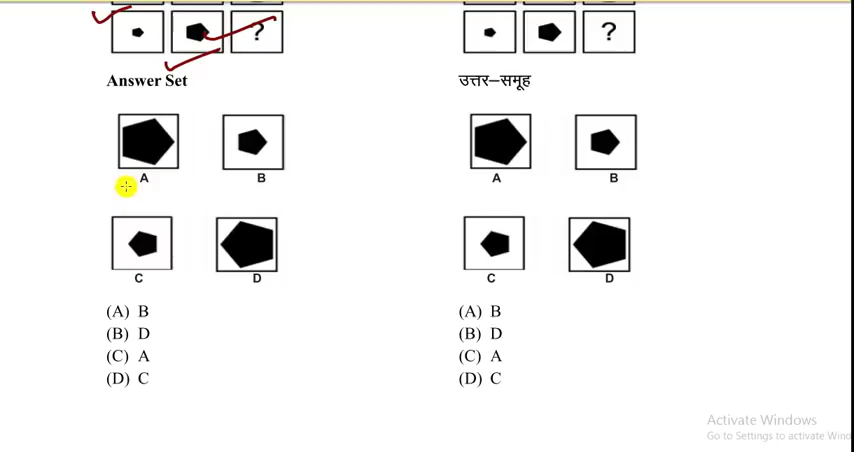 ? ?
Answer Set उत्तर–समूह
A B A B
C D C D
(A) B (A) B
(B) D (B) D
(C) A (C) A
(D) C (D) C
Activate Windows
Go to Settings to activate Wind